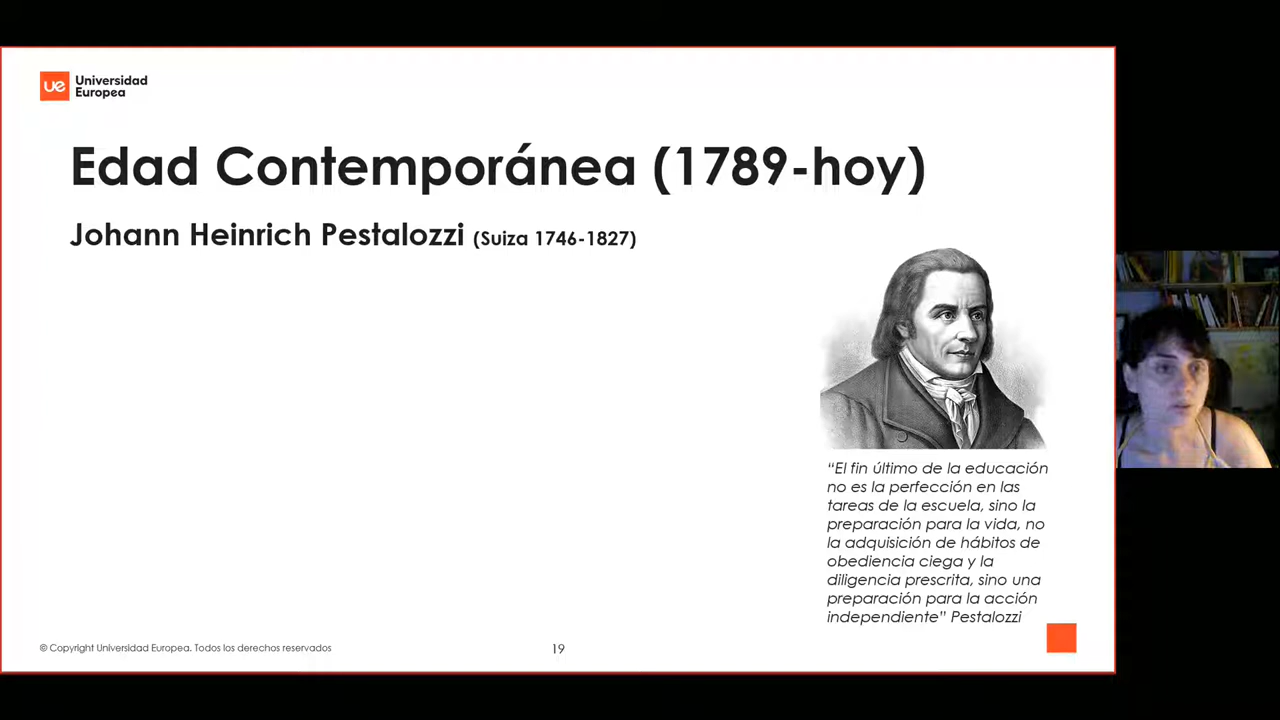 ue Universidad
Europea
Edad Contemporánea (1789-hoy)
Johann Heinrich Pestalozzi (Suiza 1746-1827)
“El fin último de la educación
no es la perfección en las
tareas de la escuela, sino la
preparación para la vida, no
la adquisición de hábitos de
obediencia ciega y la
diligencia prescrita, sino una
preparación para la acción
independiente” Pestalozzi
© Copyright Universidad Europea. Todos los derechos reservados
19